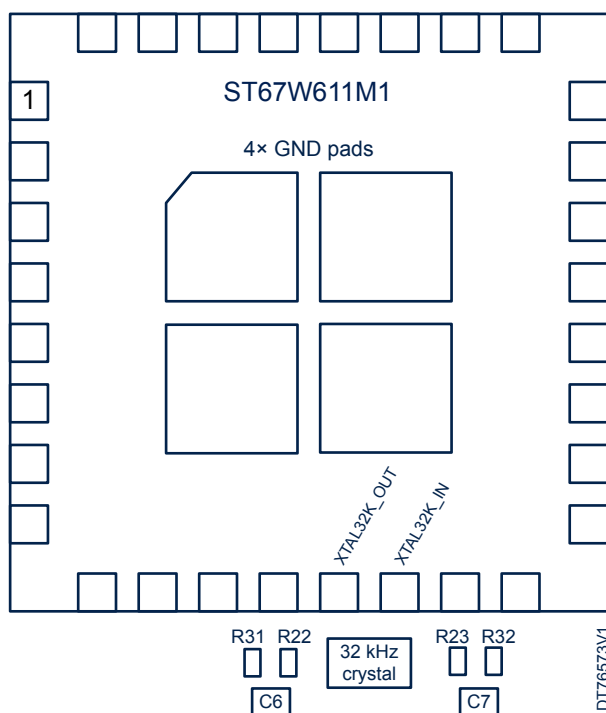 1
ST67W611M1
4× GND pads
XTAL32K_OUT
XTAL32K_IN
R31
R22
32 kHz
crystal
R23
R32
C6
C7
DT76573V1